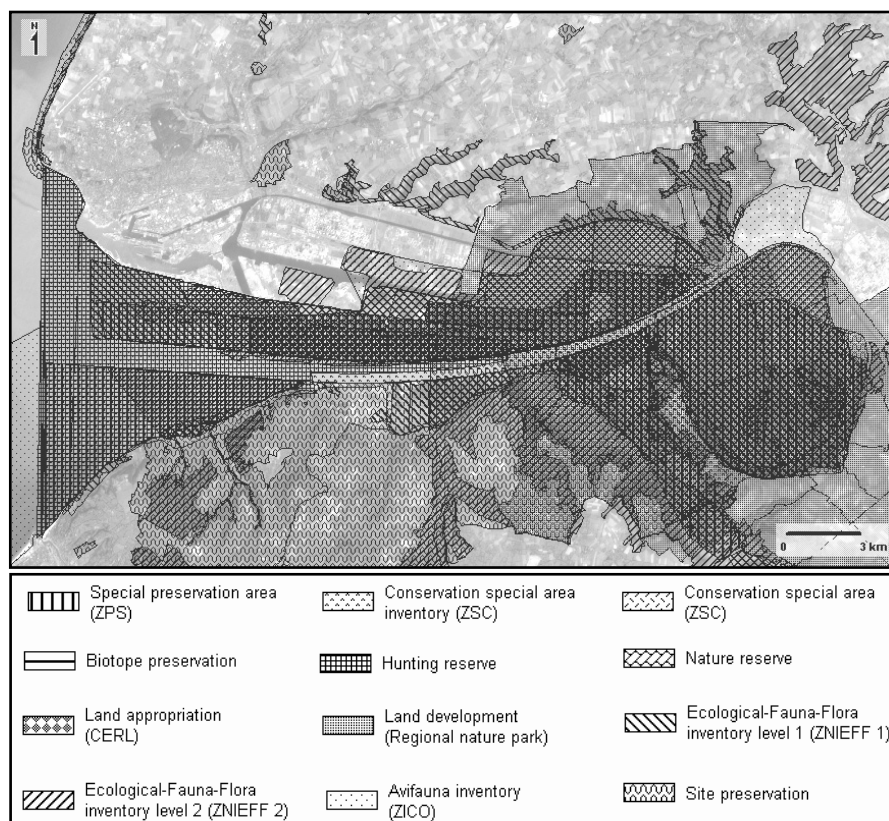 N
0 3 km
Special preservation area
(ZPS)
Conservation special area
inventory (ZSC)
Conservation special area
(ZSC)
Biotope preservation
Hunting reserve
Nature reserve
Land appropriation
(CERL)
Land development
(Regional nature park)
Ecological-Fauna-Flora
inventory level 1 (ZNIEFF 1)
Ecological-Fauna-Flora
inventory level 2 (ZNIEFF 2)
Avifauna inventory
(ZICO)
Site preservation